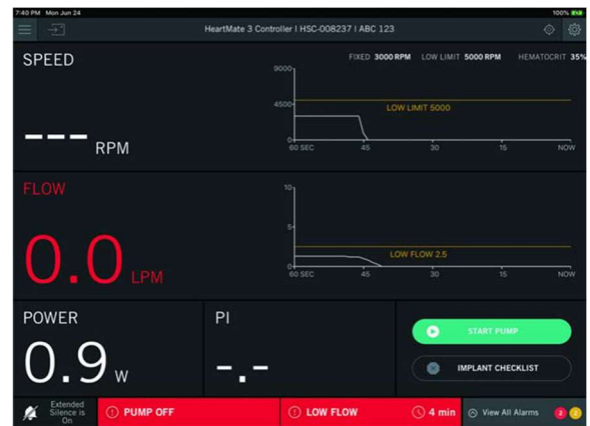 7:40 PM Mon Jun 24 100%
HeartMate 3 Controller I HSC-008237 I ABC 123
SPEED
FIXED 3000 RPM LOW LIMIT 5000 RPM HEMATOCRIT 35%
9000
4500
LOW LIMIT 5000
0
--- RPM
60 SEC 45 30 15 NOW
FLOW
10
5
LOW FLOW 2.5
0
0.0 LPM
60 SEC 45 30 15 NOW
POWER
0.9 W
PI
-.-
START PUMP
IMPLANT CHECKLIST
Extended
Silence is
On
PUMP OFF
LOW FLOW 4 min
View All Alarms 2 2